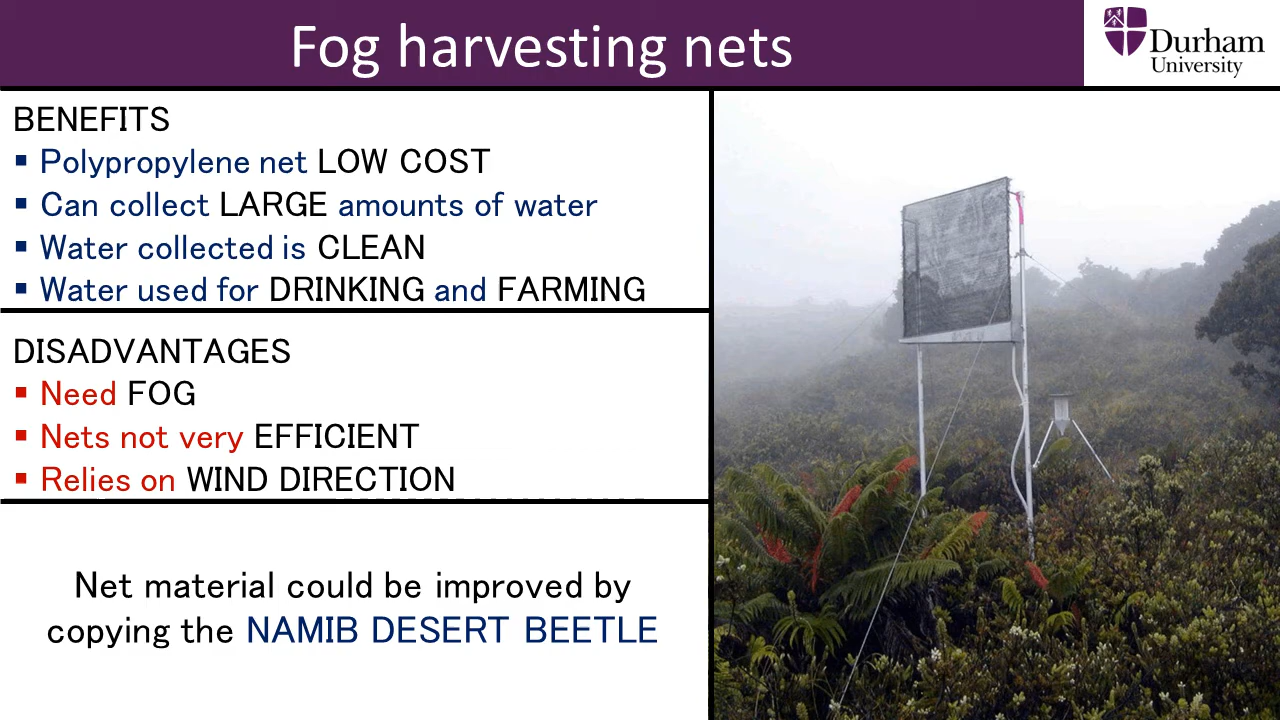 Fog harvesting nets
Durham
University
BENEFITS
▪ Polypropylene net LOW COST
▪ Can collect LARGE amounts of water
▪ Water collected is CLEAN
▪ Water used for DRINKING and FARMING
DISADVANTAGES
▪ Need FOG
▪ Nets not very EFFICIENT
▪ Relies on WIND DIRECTION
Net material could be improved by
copying the NAMIB DESERT BEETLE